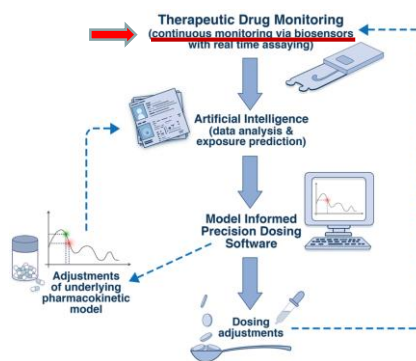 Therapeutic Drug Monitoring
(continuous monitoring via biosensors
with real time assaying)
Artificial Intelligence
(data analysis &
exposure prediction)
Model Informed
Precision Dosing
Software
Adjustments
of underlying
pharmacokinetic
model
Dosing
adjustments